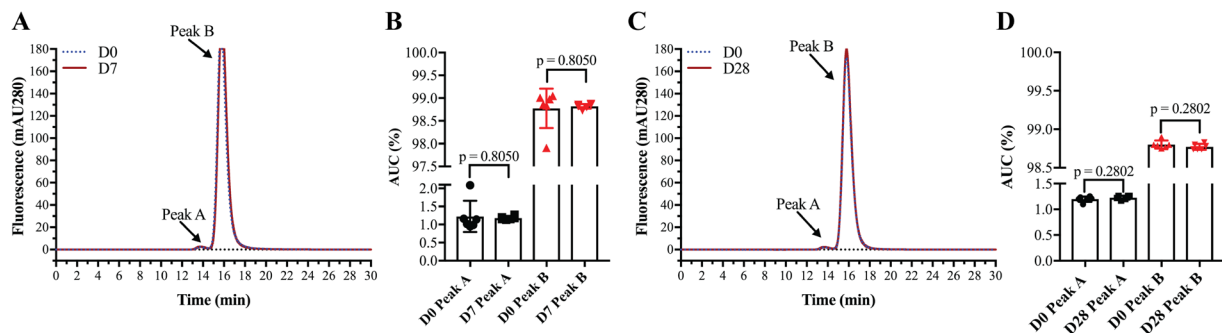 A
Peak B
D0
D7
Peak A
Fluorescence (mAU280)
180
160
140
120
100
80
60
40
20
0
0 2 4 6 8 10 12 14 16 18 20 22 24 26 28 30
Time (min)
B
p = 0.8050
p = 0.8050
AUC (%)
100.0
99.5
99.0
98.5
98.0
97.5
2.0
1.5
1.0
0.5
0.0
D0 Peak A
D7 Peak A
D0 Peak B
D7 Peak B
C
Peak B
D0
D28
Peak A
Fluorescence (mAU280)
180
160
140
120
100
80
60
40
20
0
0 2 4 6 8 10 12 14 16 18 20 22 24 26 28 30
Time (min)
D
p = 0.2802
p = 0.2802
AUC (%)
100.0
99.5
99.0
98.5
1.5
1.0
0.5
0.0
D0 Peak A
D28 Peak A
D0 Peak B
D28 Peak B